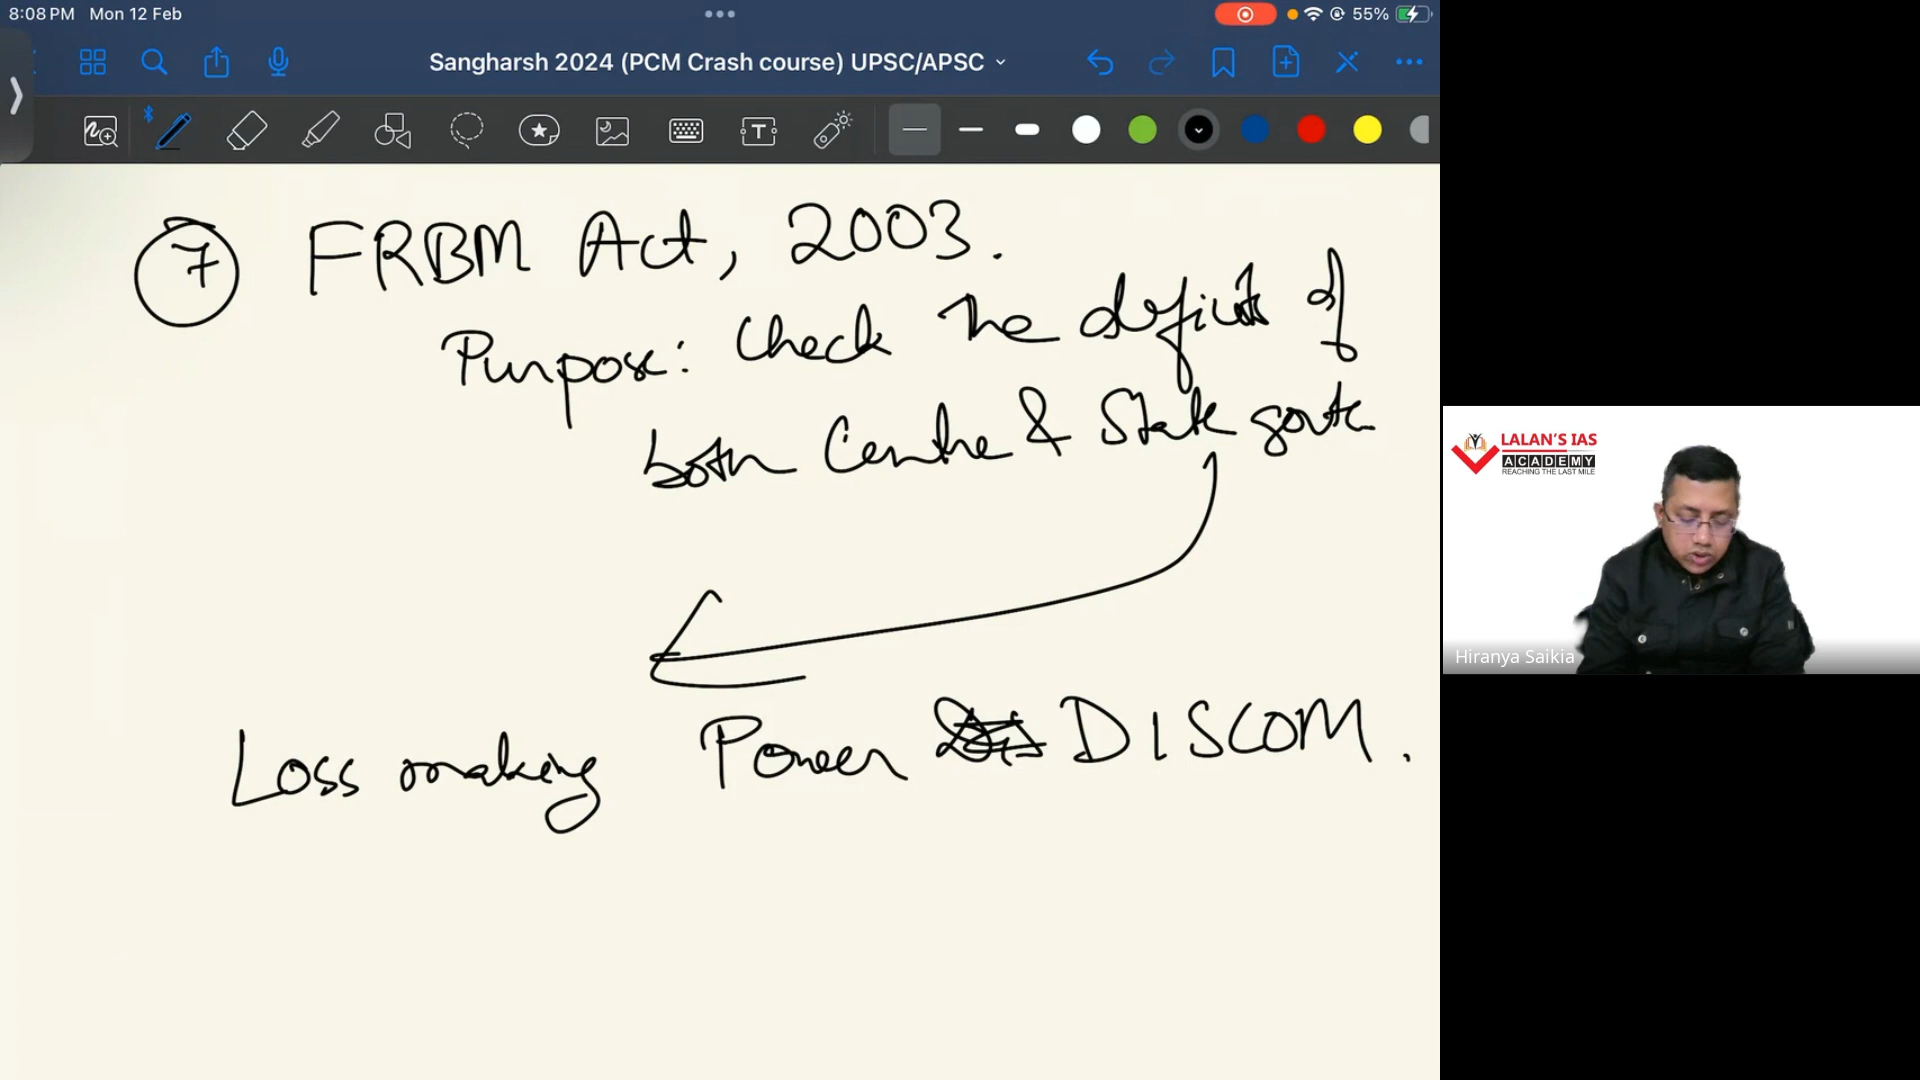 8:08 PM Mon 12 Feb
55%
Sangharsh 2024 (PCM Crash course) UPSC/APSC
T
7 FRBM Act, 2003.
Purpose: Check the deficits of
both Centre & State govts
Loss making Power DISCOM.
LALAN'S IAS
ACADEMY
REACHING THE LAST MILE
Hiranya Saikia